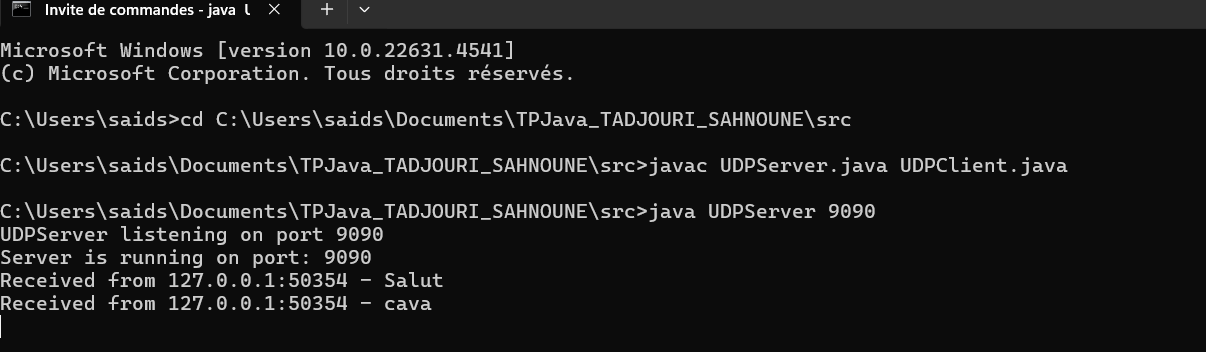 Invite de commandes - java U
Microsoft Windows [version 10.0.22631.4541]
(c) Microsoft Corporation. Tous droits réservés.
C:\Users\saids>cd C:\Users\saids\Documents\TPJava_TADJOURI_SAHNOUNE\src
C:\Users\saids\Documents\TPJava_TADJOURI_SAHNOUNE\src>javac UDPServer.java UDPClient.java
C:\Users\saids\Documents\TPJava_TADJOURI_SAHNOUNE\src>java UDPServer 9090
UDPServer listening on port 9090
Server is running on port: 9090
Received from 127.0.0.1:50354 - Salut
Received from 127.0.0.1:50354 - cava